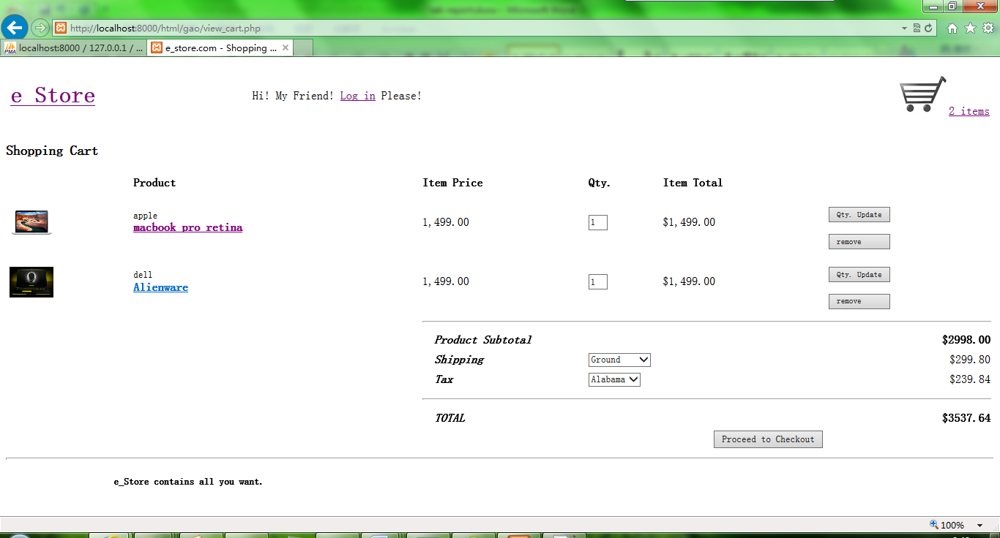 http://localhost:8000/html/gao/view_cart.php
localhost:8000 / 127.0.0.1 / ...
e_store.com - Shopping ...
e Store
Hi! My Friend! Log in Please!
2 items
Shopping Cart
Product Item Price Qty. Item Total
apple
macbook pro retina
1,499.00 1 $1,499.00
Qty. Update
remove
dell
Alienware
1,499.00 1 $1,499.00
Qty. Update
remove
Product Subtotal $2998.00
Shipping Ground $299.80
Tax Alabama $239.84
TOTAL $3537.64
Proceed to Checkout
e_Store contains all you want.
100%